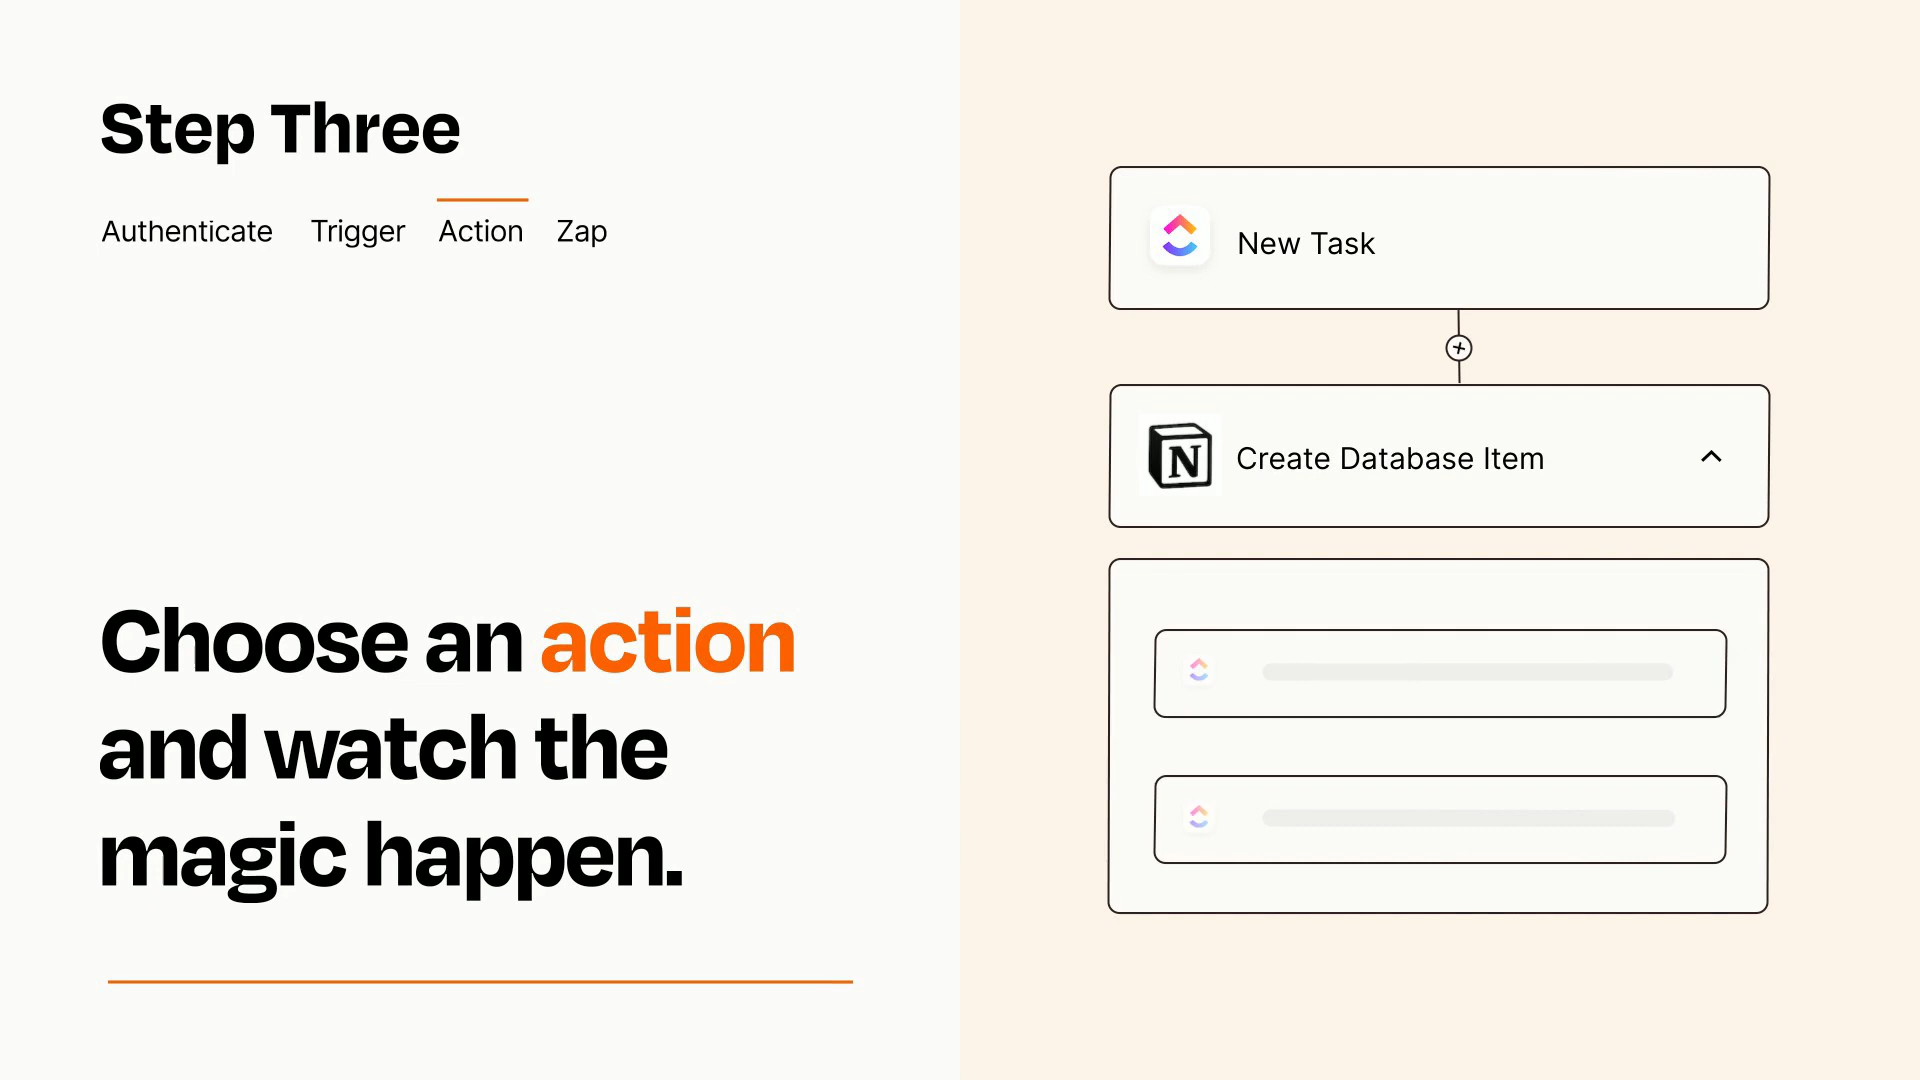 Step Three
Authenticate Trigger Action Zap
Choose an action
and watch the
magic happen.
New Task
N
Create Database Item